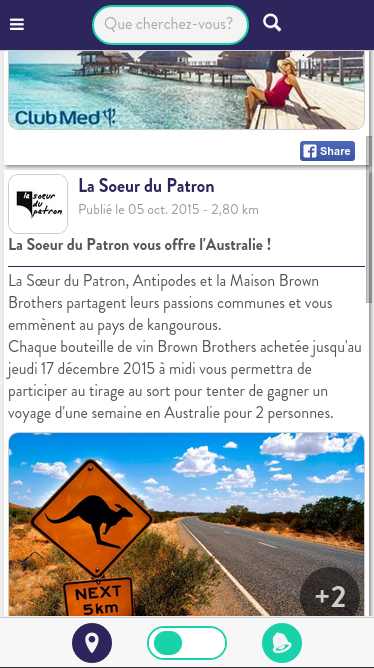 Que cherchez-vous?
Club Med
Share
la soeur
du
patron
La Soeur du Patron
Publié le 05 oct. 2015 - 2,80 km
La Soeur du Patron vous offre l'Australie !
La Sœur du Patron, Antipodes et la Maison Brown
Brothers partagent leurs passions communes et vous
emmènent au pays de kangourous.
Chaque bouteille de vin Brown Brothers achetée jusqu'au
jeudi 17 décembre 2015 à midi vous permettra de
participer au tirage au sort pour tenter de gagner un
voyage d'une semaine en Australie pour 2 personnes.
NEXT
5km
+2